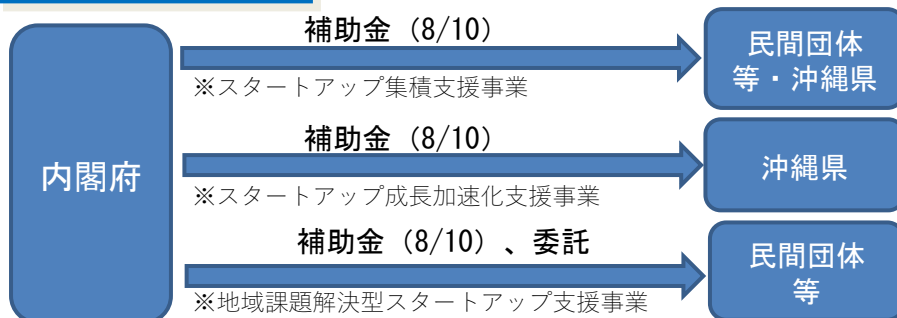 内閣府
補助金（8/10）
※スタートアップ集積支援事業
民間団体
等・沖縄県
補助金（8/10）
※スタートアップ成長加速化支援事業
沖縄県
補助金（8/10）、委託
※地域課題解決型スタートアップ支援事業
民間団体
等